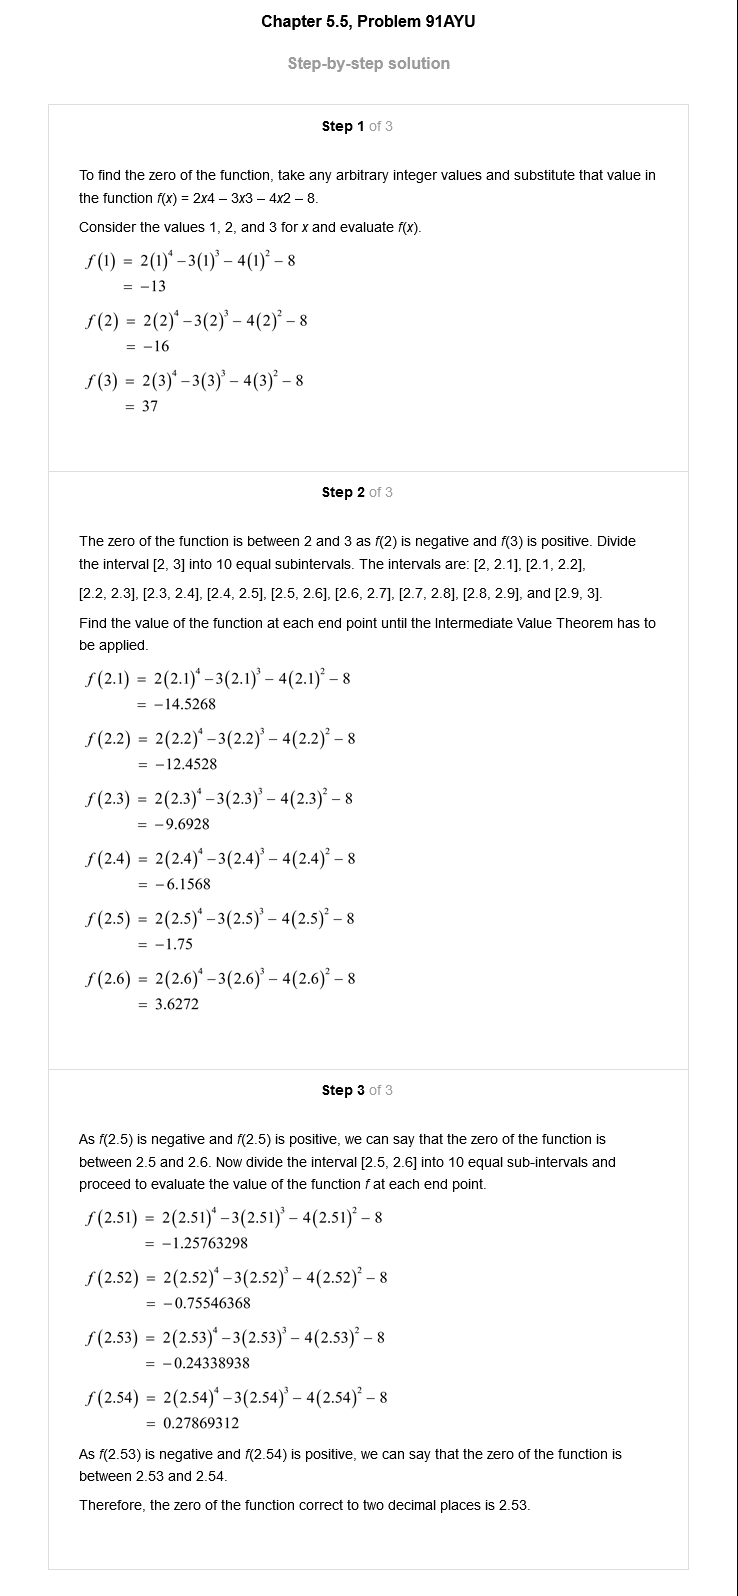 Chapter 5.5, Problem 91AYU
Step-by-step solution
Step 1 of 3
To find the zero of the function, take any arbitrary integer values and substitute that value in
the function f(x) = 2x4 – 3x3 – 4x2 – 8.
Consider the values 1, 2, and 3 for x and evaluate f(x).
f(1) = 2(1)⁴ – 3(1)³ – 4(1)² – 8
= –13
f(2) = 2(2)⁴ – 3(2)³ – 4(2)² – 8
= –16
f(3) = 2(3)⁴ – 3(3)³ – 4(3)² – 8
= 37
Step 2 of 3
The zero of the function is between 2 and 3 as f(2) is negative and f(3) is positive. Divide
the interval [2, 3] into 10 equal subintervals. The intervals are: [2, 2.1], [2.1, 2.2],
[2.2, 2.3], [2.3, 2.4], [2.4, 2.5], [2.5, 2.6], [2.6, 2.7], [2.7, 2.8], [2.8, 2.9], and [2.9, 3].
Find the value of the function at each end point until the Intermediate Value Theorem has to
be applied.
f(2.1) = 2(2.1)⁴ – 3(2.1)³ – 4(2.1)² – 8
= –14.5268
f(2.2) = 2(2.2)⁴ – 3(2.2)³ – 4(2.2)² – 8
= –12.4528
f(2.3) = 2(2.3)⁴ – 3(2.3)³ – 4(2.3)² – 8
= –9.6928
f(2.4) = 2(2.4)⁴ – 3(2.4)³ – 4(2.4)² – 8
= –6.1568
f(2.5) = 2(2.5)⁴ – 3(2.5)³ – 4(2.5)² – 8
= –1.75
f(2.6) = 2(2.6)⁴ – 3(2.6)³ – 4(2.6)² – 8
= 3.6272
Step 3 of 3
As f(2.5) is negative and f(2.5) is positive, we can say that the zero of the function is
between 2.5 and 2.6. Now divide the interval [2.5, 2.6] into 10 equal sub-intervals and
proceed to evaluate the value of the function f at each end point.
f(2.51) = 2(2.51)⁴ – 3(2.51)³ – 4(2.51)² – 8
= –1.25763298
f(2.52) = 2(2.52)⁴ – 3(2.52)³ – 4(2.52)² – 8
= –0.75546368
f(2.53) = 2(2.53)⁴ – 3(2.53)³ – 4(2.53)² – 8
= –0.24338938
f(2.54) = 2(2.54)⁴ – 3(2.54)³ – 4(2.54)² – 8
= 0.27869312
As f(2.53) is negative and f(2.54) is positive, we can say that the zero of the function is
between 2.53 and 2.54.
Therefore, the zero of the function correct to two decimal places is 2.53.